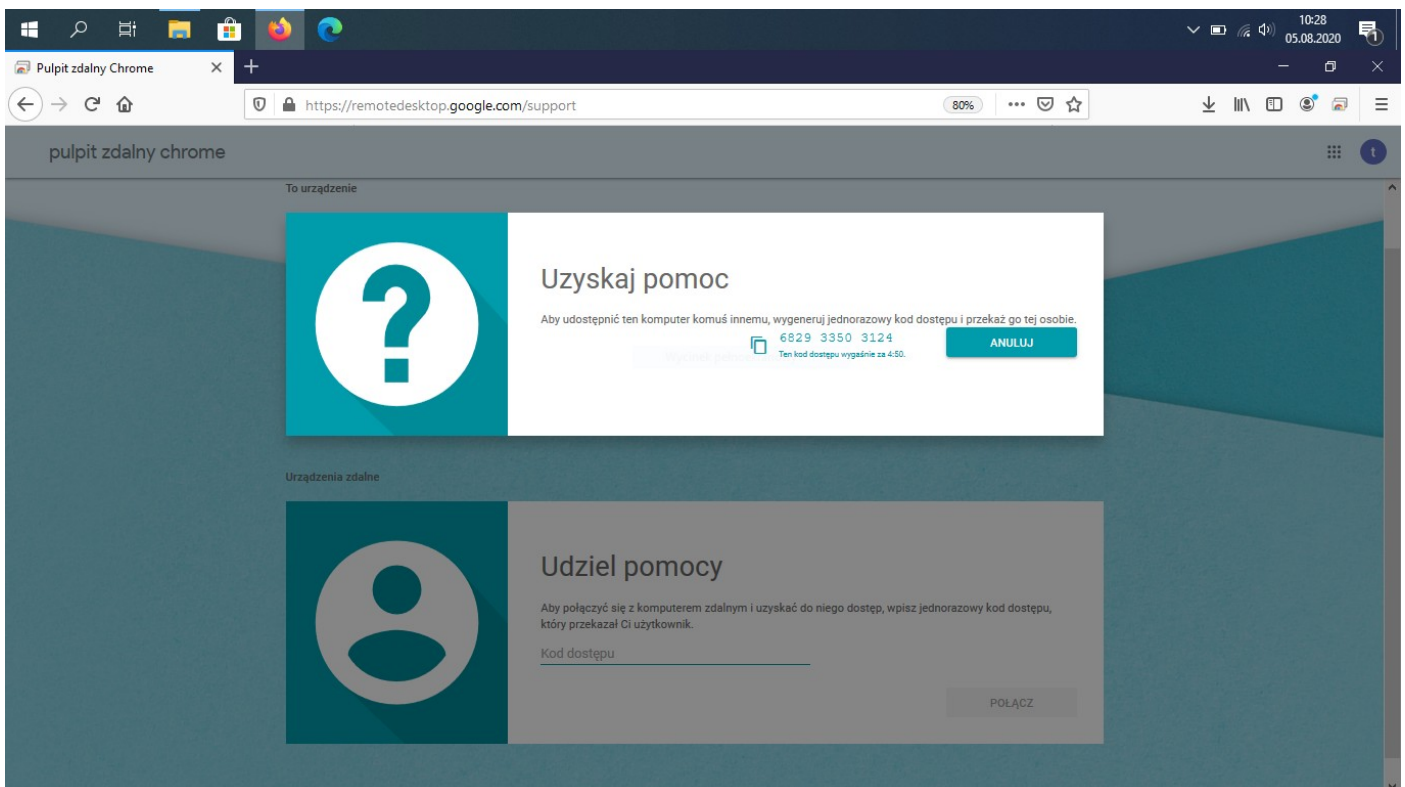 10:28
05.08.2020
1
Pulpit zdalny Chrome
https://remotedesktop.google.com/support
80%
pulpit zdalny chrome
t
To urządzenie
?
Uzyskaj pomoc
Aby udostępnić ten komputer komuś innemu, wygeneruj jednorazowy kod dostępu i przekaż go tej osobie.
6829 3350 3124
Ten kod dostępu wygaśnie za 4:50.
ANULUJ
Urządzenia zdalne
Udziel pomocy
Aby połączyć się z komputerem zdalnym i uzyskać do niego dostęp, wpisz jednorazowy kod dostępu,
który przekazał Ci użytkownik.
Kod dostępu
POŁĄCZ